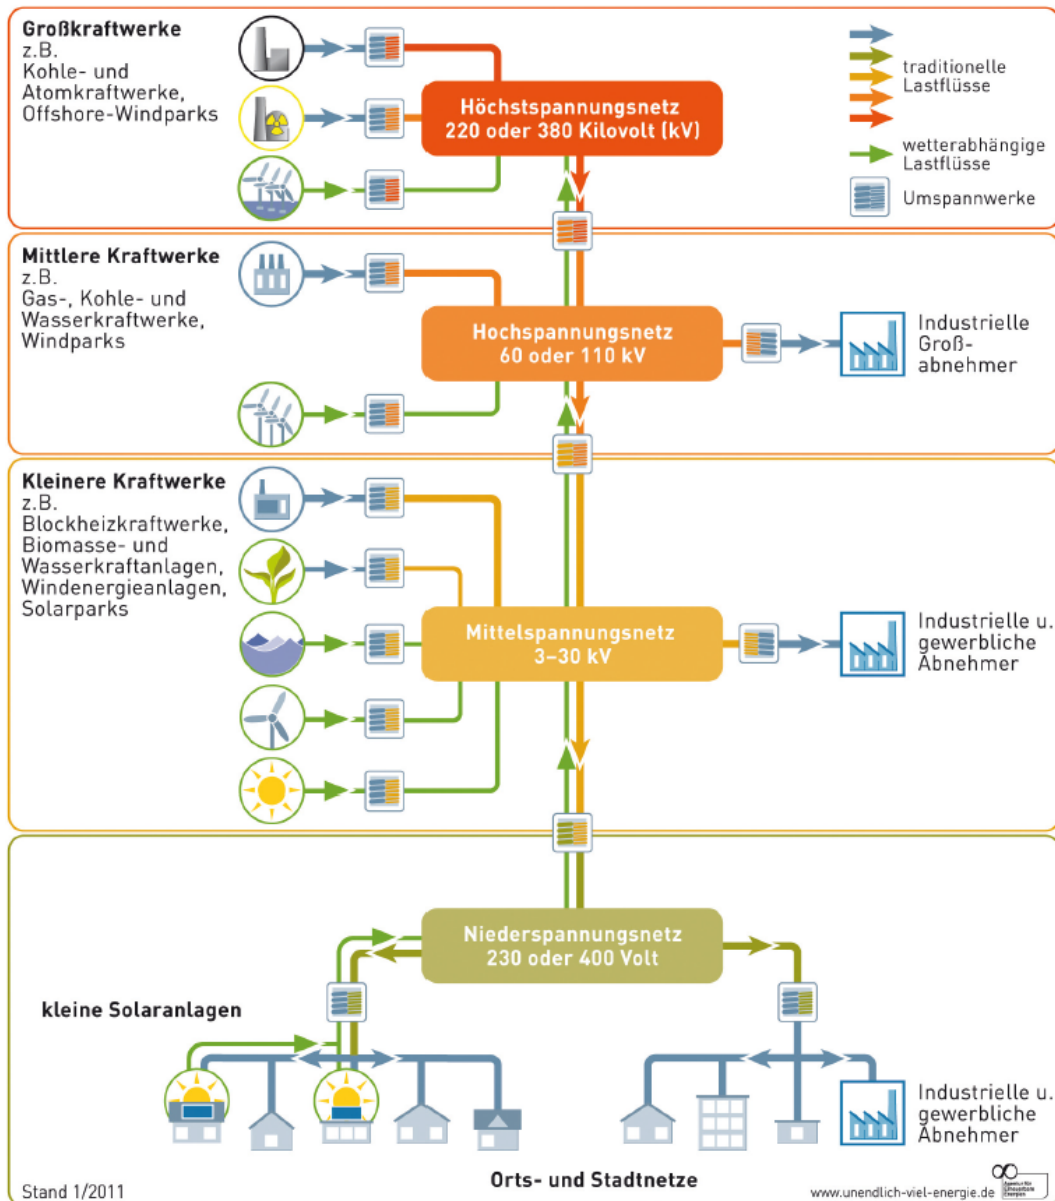 Großkraftwerke
z.B.
Kohle- und
Atomkraftwerke,
Offshore-Windparks
Höchstspannungsnetz
220 oder 380 Kilovolt (kV)
traditionelle
Lastflüsse
wetterabhängige
Lastflüsse
Umspannwerke
Mittlere Kraftwerke
z.B.
Gas-, Kohle- und
Wasserkraftwerke,
Windparks
Hochspannungsnetz
60 oder 110 kV
Industrielle
Groß-
abnehmer
Kleinere Kraftwerke
z.B.
Blockheizkraftwerke,
Biomasse- und
Wasserkraftanlagen,
Windenergieanlagen,
Solarparks
Mittelspannungsnetz
3–30 kV
Industrielle u.
gewerbliche
Abnehmer
Niederspannungsnetz
230 oder 400 Volt
kleine Solaranlagen
Industrielle u.
gewerbliche
Abnehmer
Orts- und Stadtnetze
Stand 1/2011
www.unendlich-viel-energie.de